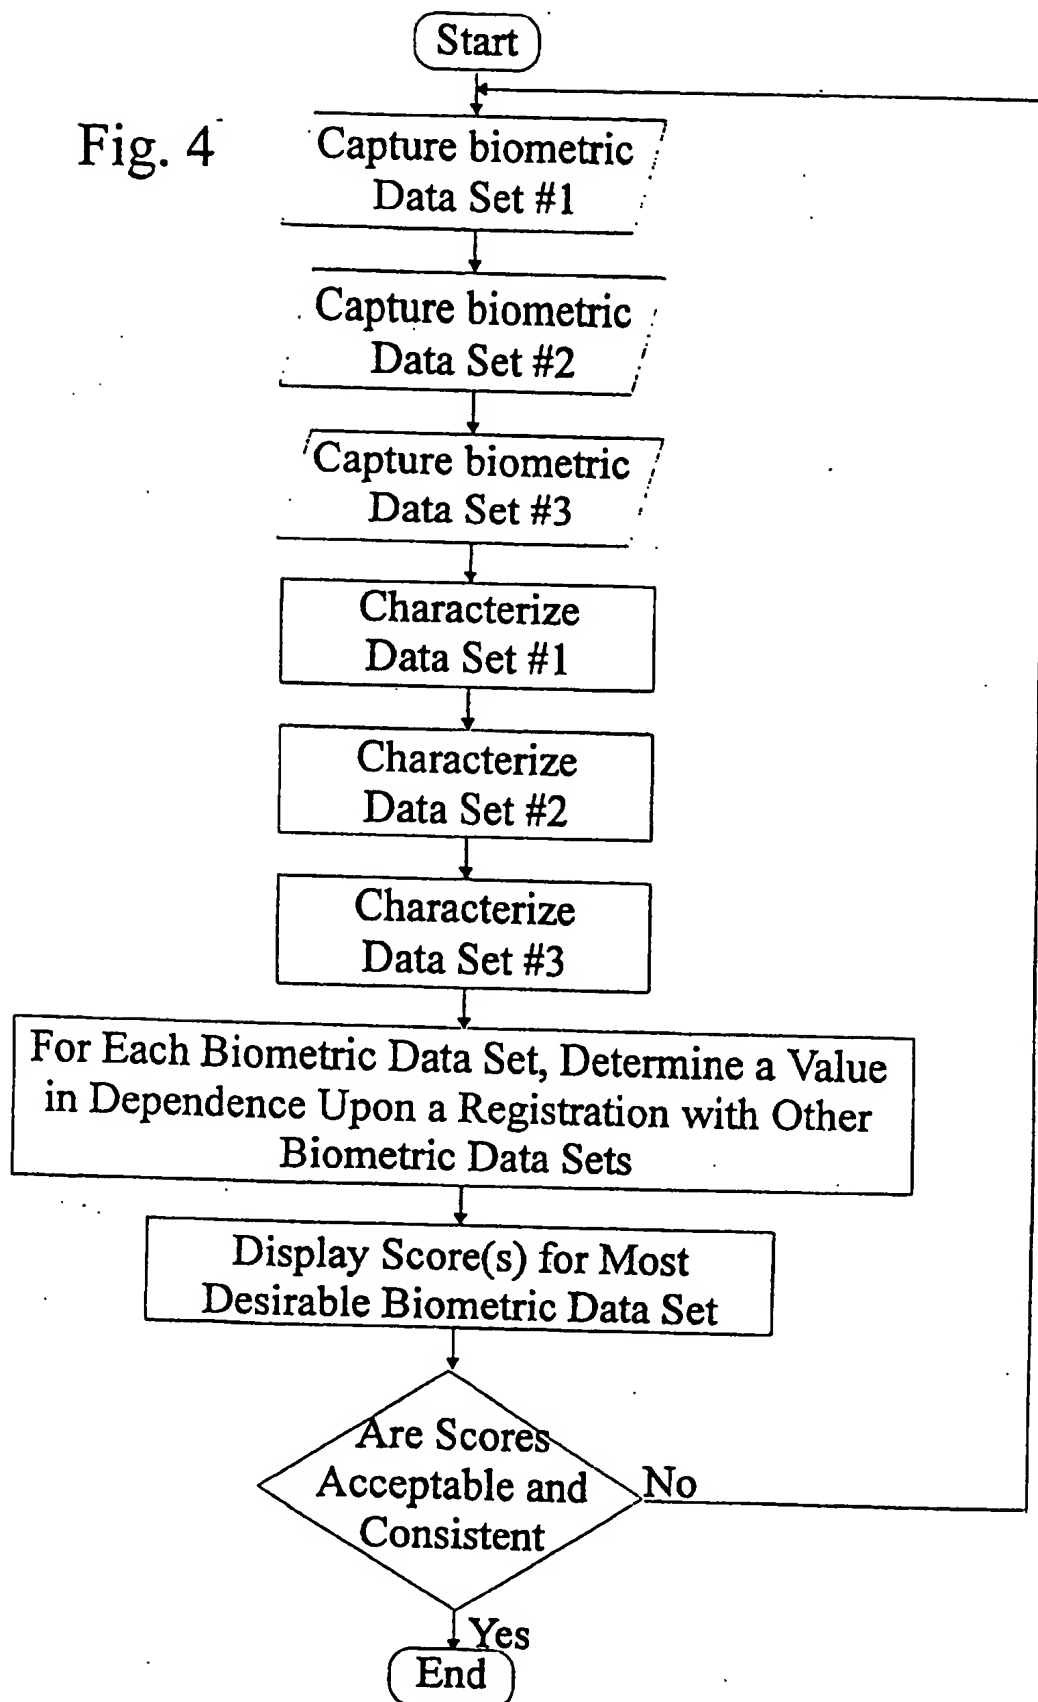 Start
Fig. 4
Capture biometric
Data Set #1
Capture biometric
Data Set #2
Capture biometric
Data Set #3
Characterize
Data Set #1
Characterize
Data Set #2
Characterize
Data Set #3
For Each Biometric Data Set, Determine a Value
in Dependence Upon a Registration with Other
Biometric Data Sets
Display Score(s) for Most
Desirable Biometric Data Set
Are Scores
Acceptable and
Consistent
No
Yes
End